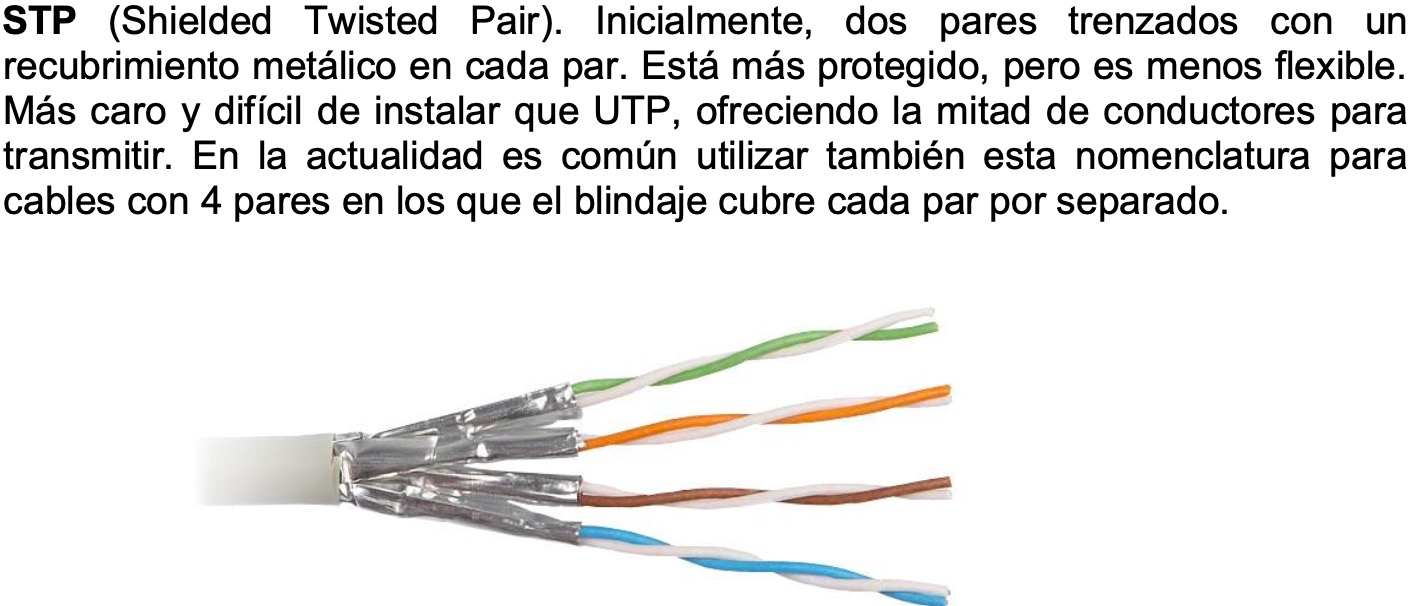 STP (Shielded Twisted Pair). Inicialmente, dos pares trenzados con un
recubrimiento metálico en cada par. Está más protegido, pero es menos flexible.
Más caro y difícil de instalar que UTP, ofreciendo la mitad de conductores para
transmitir. En la actualidad es común utilizar también esta nomenclatura para
cables con 4 pares en los que el blindaje cubre cada par por separado.